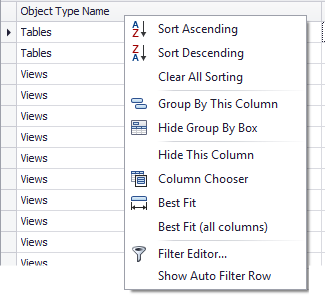 Object Type Name
Tables
Tables
Views
Views
Views
Views
Views
Views
Views
Views
Views
Views
Sort Ascending
Sort Descending
Clear All Sorting
Group By This Column
Hide Group By Box
Hide This Column
Column Chooser
Best Fit
Best Fit (all columns)
Filter Editor...
Show Auto Filter Row